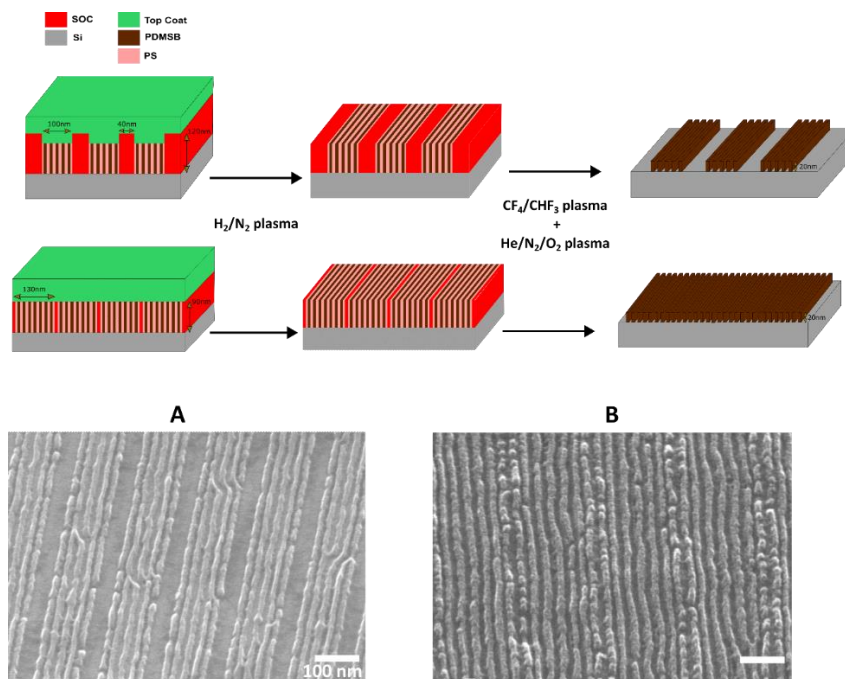 SOC
Top Coat
Si
PDMSB
PS
100nm
40nm
120nm
20nm
H₂/N₂ plasma
CF₄/CHF₃ plasma
+
He/N₂/O₂ plasma
130nm
20nm
A
B
100 nm